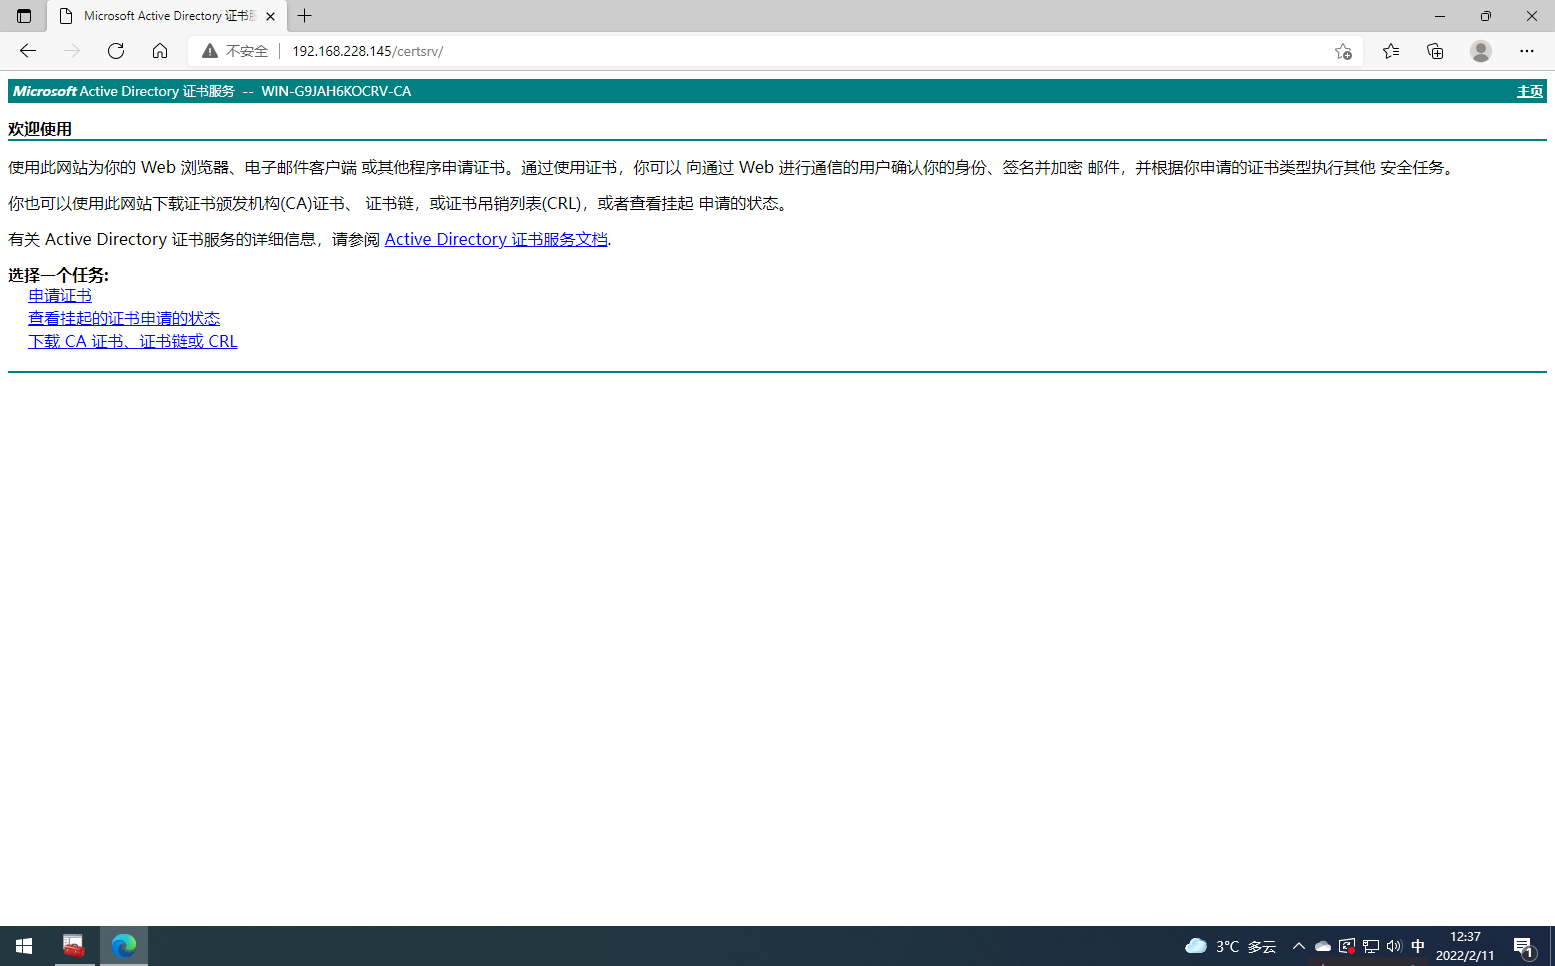 Microsoft Active Directory 证书服
不安全 192.168.228.145/certsrv/
Microsoft Active Directory 证书服务 -- WIN-G9JAH6KOCRV-CA 主页
欢迎使用
使用此网站为你的 Web 浏览器、电子邮件客户端 或其他程序申请证书。通过使用证书，你可以 向通过 Web 进行通信的用户确认你的身份、签名并加密 邮件，并根据你申请的证书类型执行其他 安全任务。
你也可以使用此网站下载证书颁发机构(CA)证书、 证书链，或证书吊销列表(CRL)，或者查看挂起 申请的状态。
有关 Active Directory 证书服务的详细信息，请参阅 Active Directory 证书服务文档.
选择一个任务:
申请证书
查看挂起的证书申请的状态
下载 CA 证书、证书链或 CRL
3°C 多云 中 12:37
2022/2/11 1